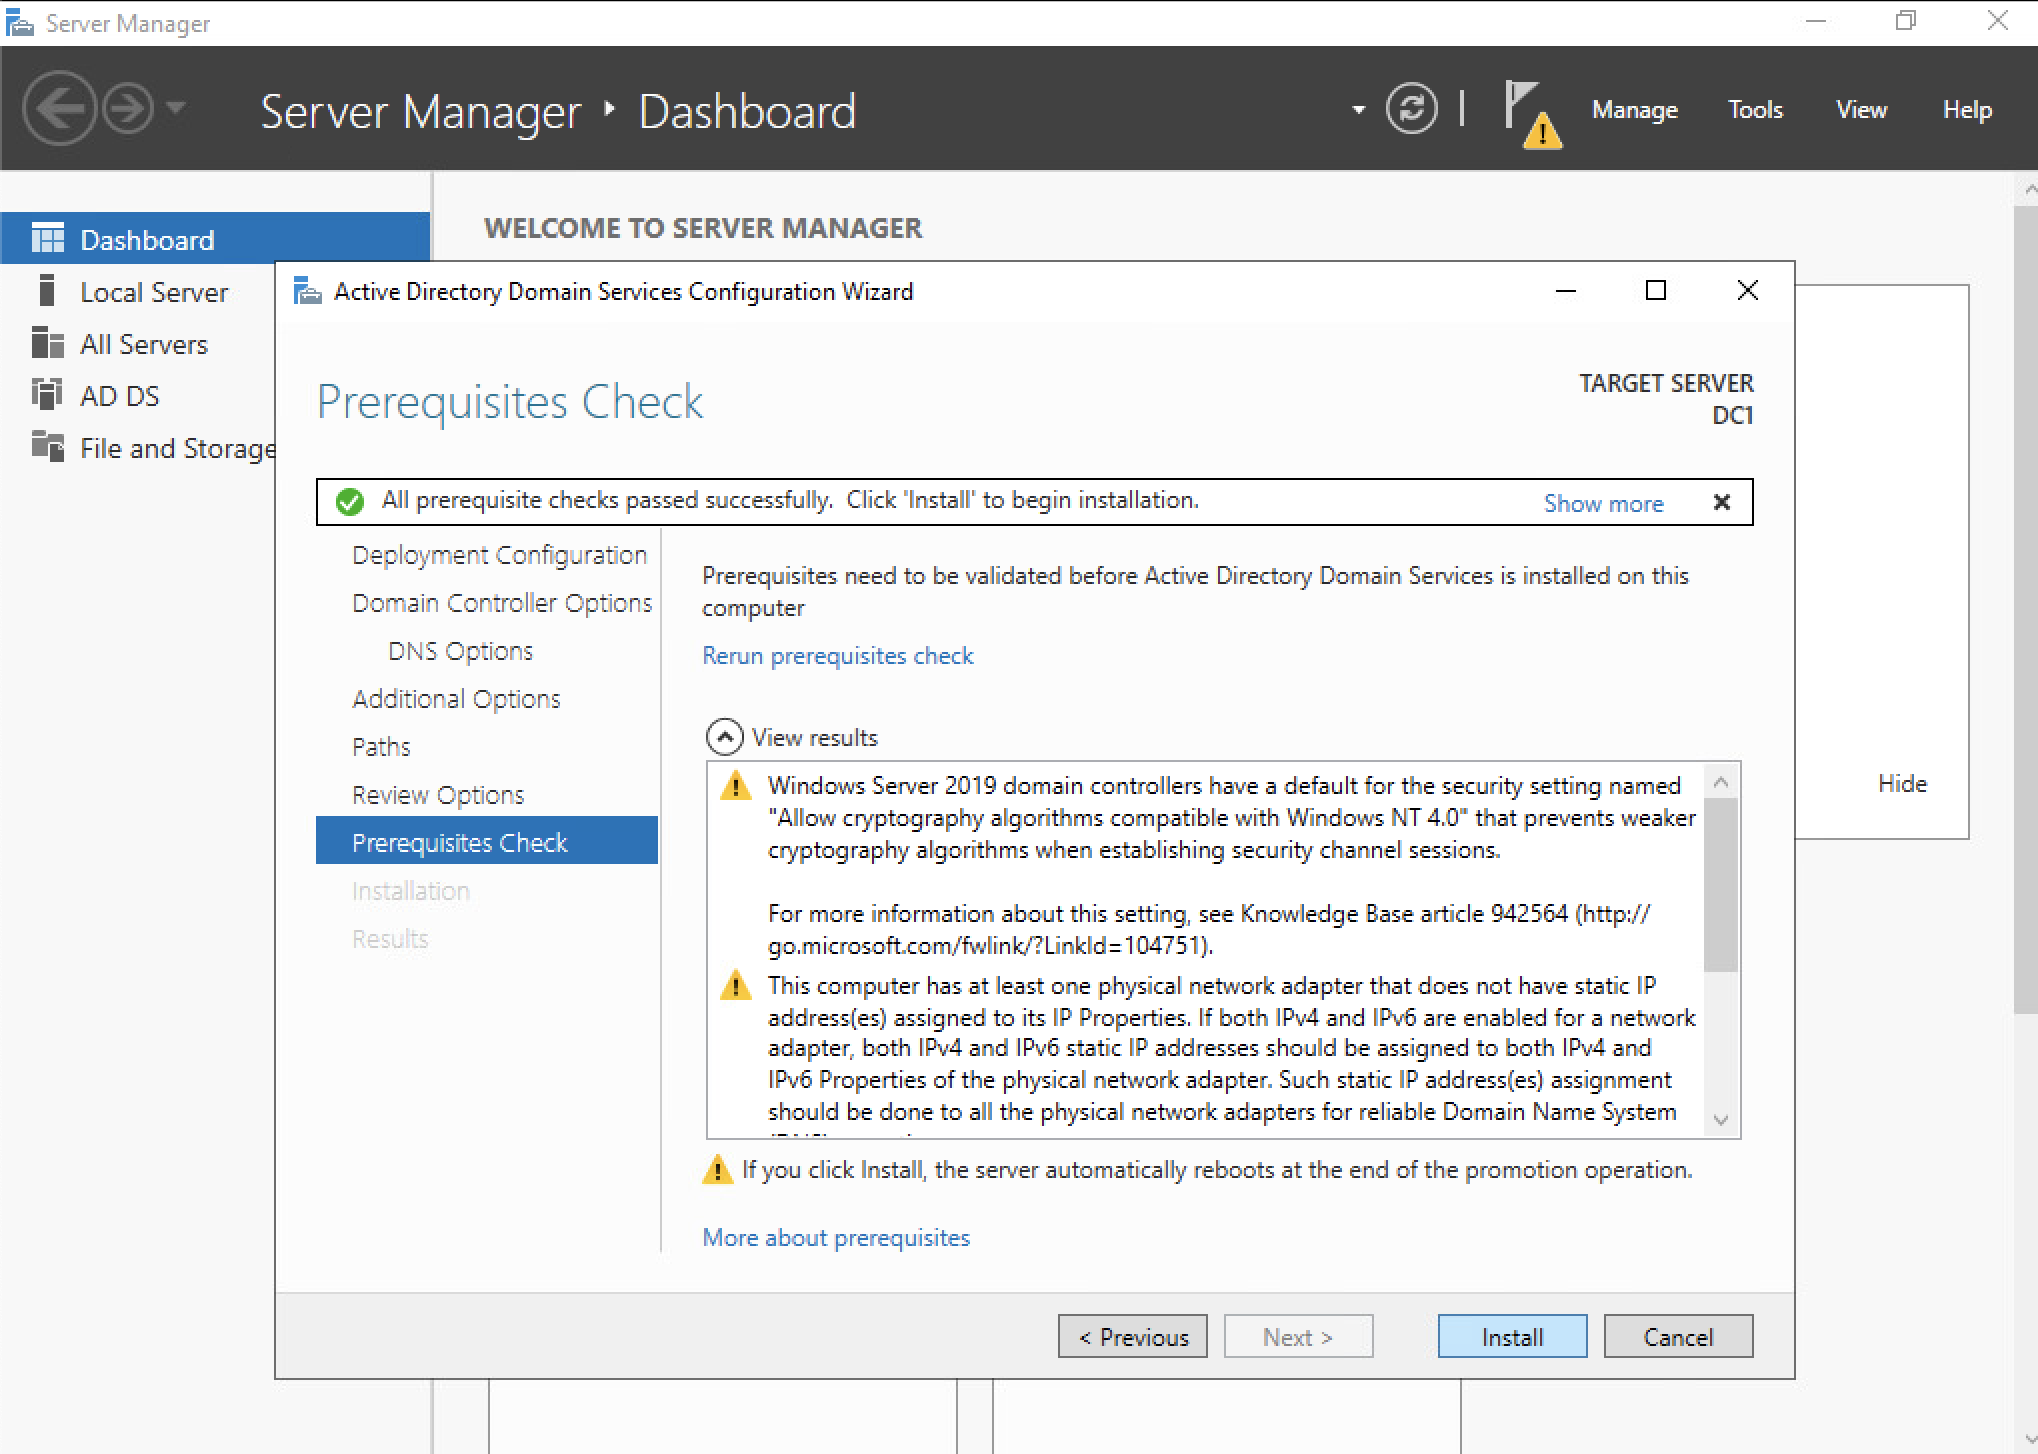 Server Manager
Server Manager ‣ Dashboard
Manage
Tools
View
Help
Dashboard
Local Server
All Servers
AD DS
File and Storage
WELCOME TO SERVER MANAGER
Hide
Active Directory Domain Services Configuration Wizard
Prerequisites Check
TARGET SERVER
DC1
All prerequisite checks passed successfully.  Click 'Install' to begin installation.
Show more
Deployment Configuration
Domain Controller Options
DNS Options
Additional Options
Paths
Review Options
Prerequisites Check
Installation
Results
Prerequisites need to be validated before Active Directory Domain Services is installed on this
computer
Rerun prerequisites check
View results
Windows Server 2019 domain controllers have a default for the security setting named
"Allow cryptography algorithms compatible with Windows NT 4.0" that prevents weaker
cryptography algorithms when establishing security channel sessions.
For more information about this setting, see Knowledge Base article 942564 (http://
go.microsoft.com/fwlink/?LinkId=104751).
This computer has at least one physical network adapter that does not have static IP
address(es) assigned to its IP Properties. If both IPv4 and IPv6 are enabled for a network
adapter, both IPv4 and IPv6 static IP addresses should be assigned to both IPv4 and
IPv6 Properties of the physical network adapter. Such static IP address(es) assignment
should be done to all the physical network adapters for reliable Domain Name System
If you click Install, the server automatically reboots at the end of the promotion operation.
More about prerequisites
< Previous
Next >
Install
Cancel